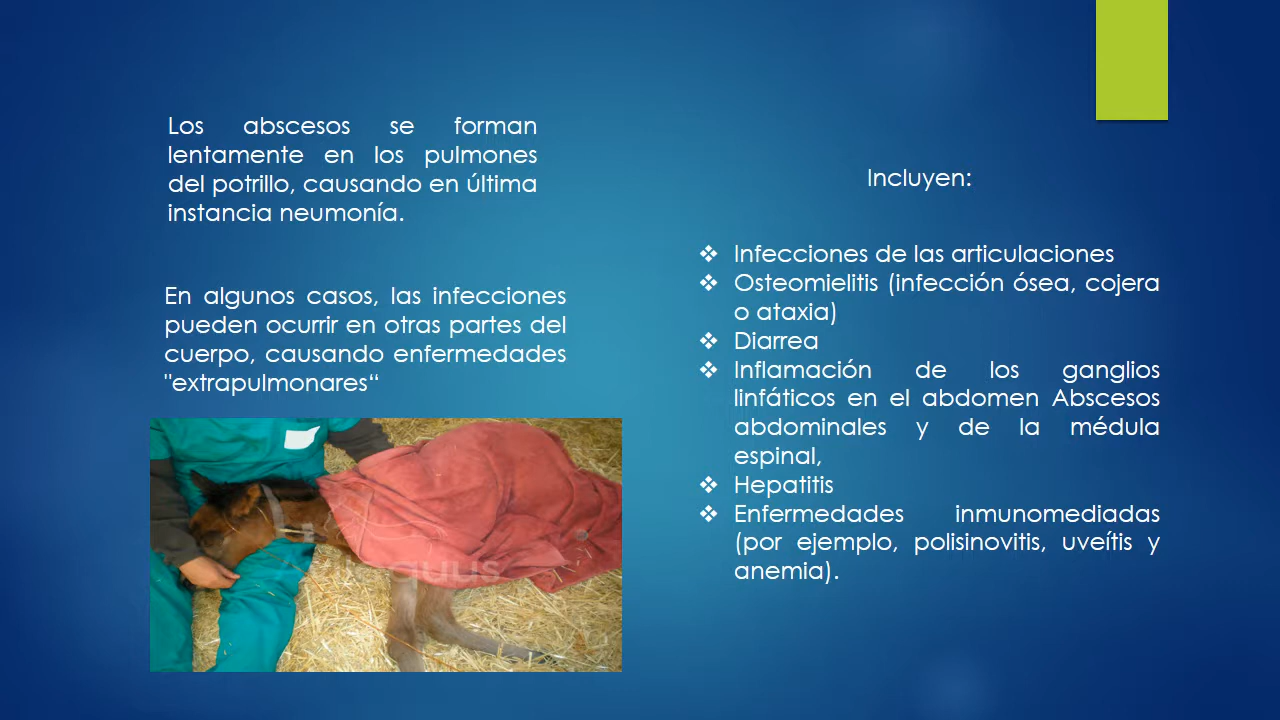 Los abscesos se forman
lentamente en los pulmones
del potrillo, causando en última
instancia neumonía.
En algunos casos, las infecciones
pueden ocurrir en otras partes del
cuerpo, causando enfermedades
"extrapulmonares“
Incluyen:
❖ Infecciones de las articulaciones
❖ Osteomielitis (infección ósea, cojera
o ataxia)
❖ Diarrea
❖ Inflamación de los ganglios
linfáticos en el abdomen Abscesos
abdominales y de la médula
espinal,
❖ Hepatitis
❖ Enfermedades inmunomediadas
(por ejemplo, polisinovitis, uveítis y
anemia).